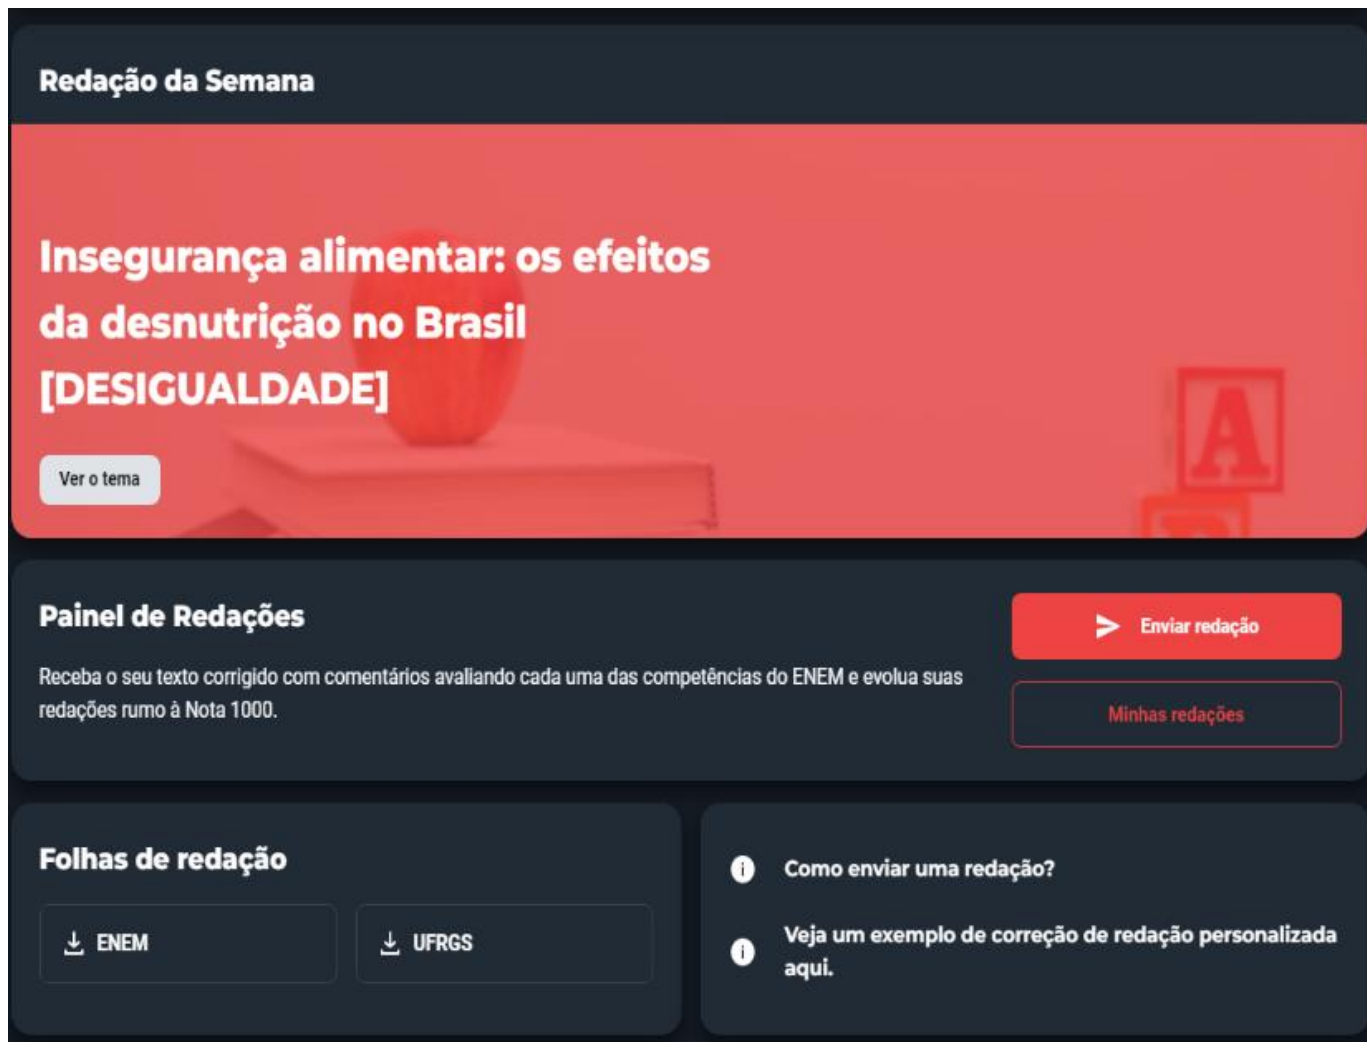 Redação da Semana
Insegurança alimentar: os efeitos
da desnutrição no Brasil
[DESIGUALDADE]
Ver o tema
A
Painel de Redações
Receba o seu texto corrigido com comentários avaliando cada uma das competências do ENEM e evolua suas
redações rumo à Nota 1000.
Enviar redação
Minhas redações
Folhas de redação
ENEM
UFRGS
Como enviar uma redação?
Veja um exemplo de correção de redação personalizada
aqui.